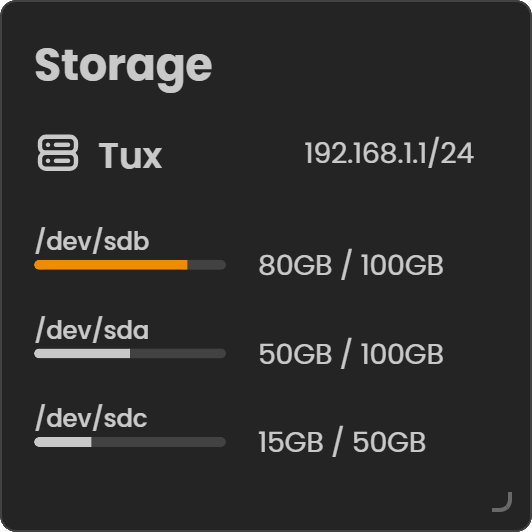 Storage
Tux 192.168.1.1/24
/dev/sdb
80GB / 100GB
/dev/sda
50GB / 100GB
/dev/sdc
15GB / 50GB